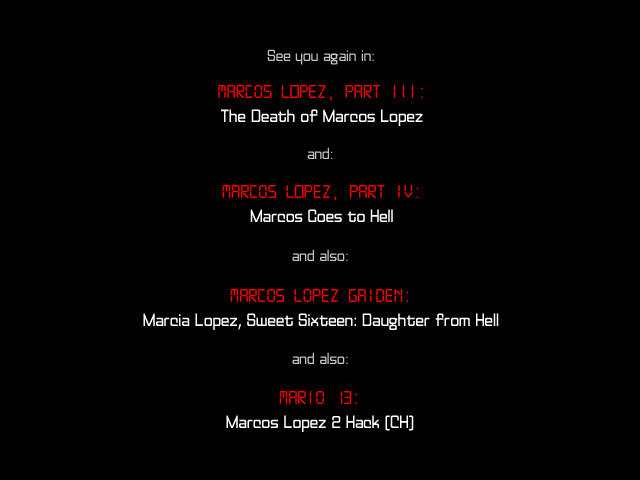 See you again in:
MARCOS LOPEZ, PART III:
The Death of Marcos Lopez
and:
MARCOS LOPEZ, PART IV:
Marcos Goes to Hell
and also:
MARCOS LOPEZ GAIDEN:
Marcia Lopez, Sweet Sixteen: Daughter from Hell
and also:
MARIO 13:
Marcos Lopez 2 Hack [CH]